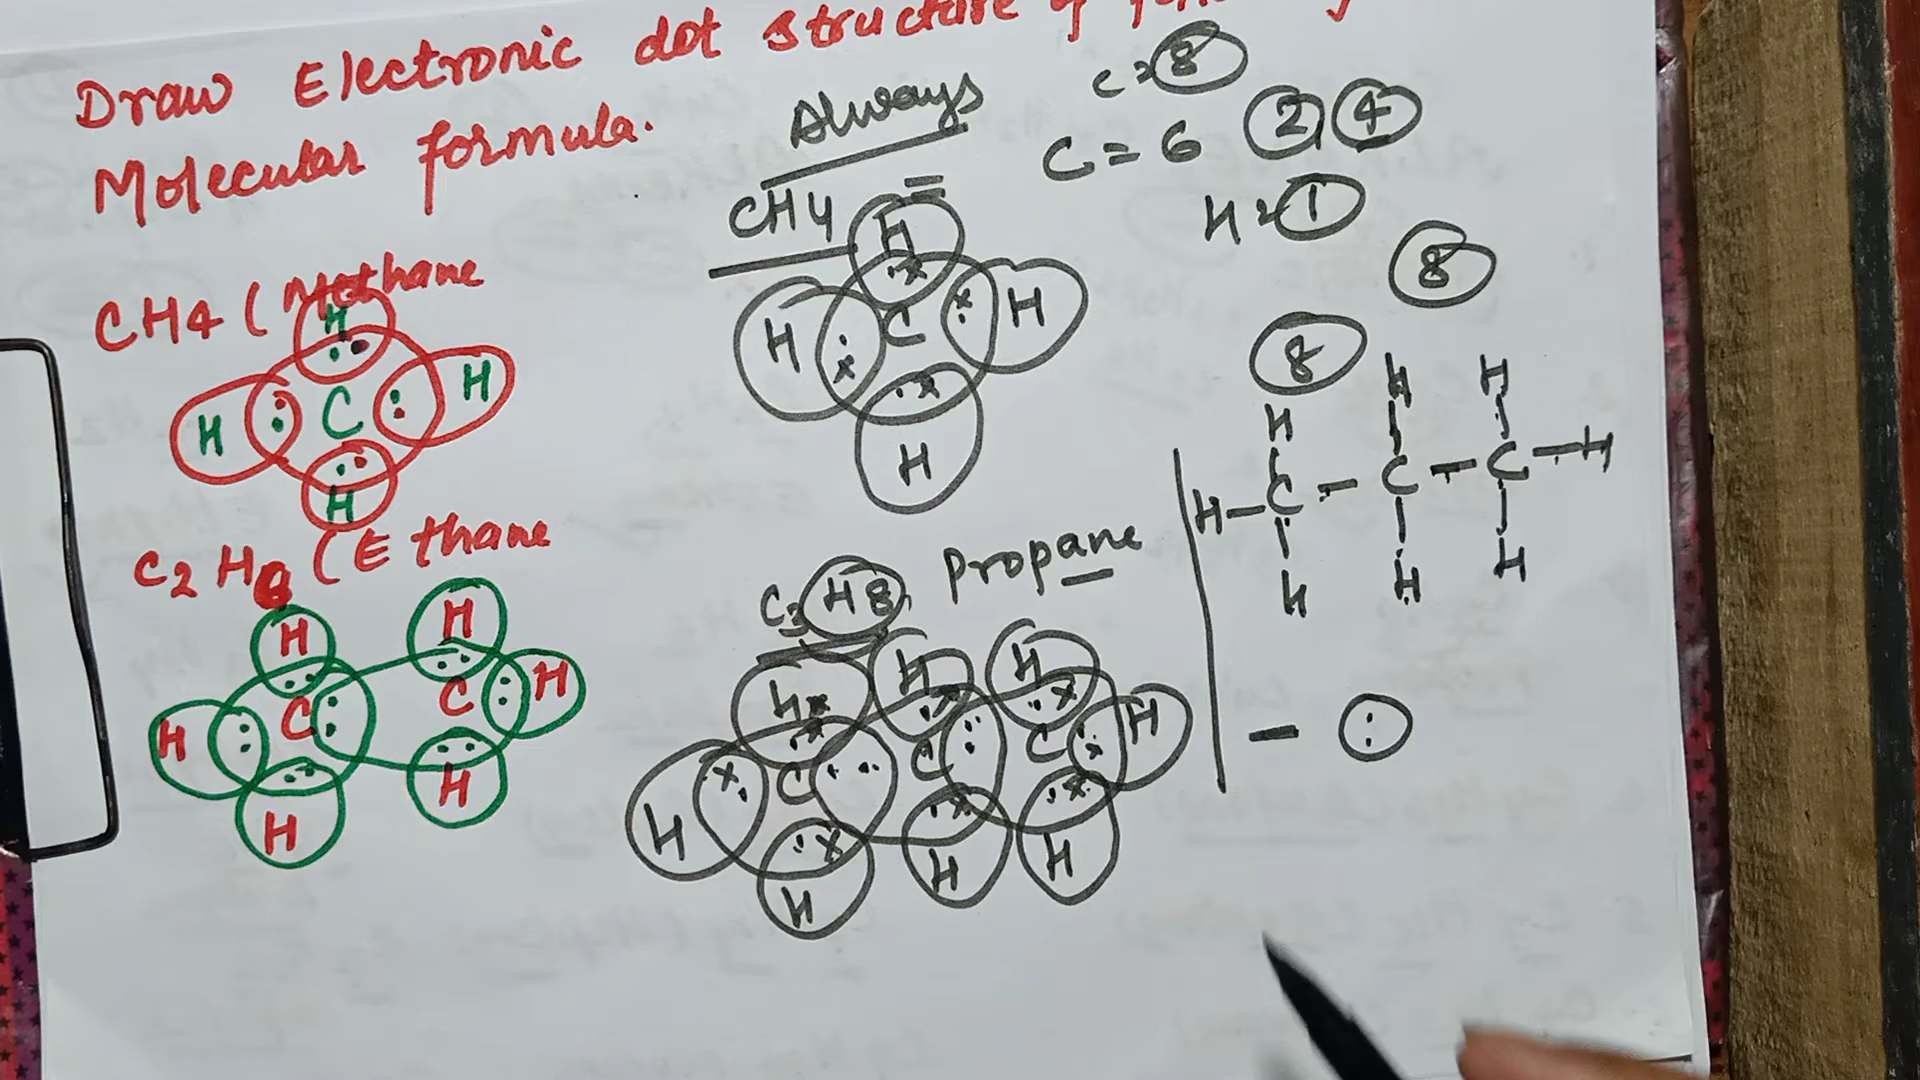 Draw Electronic dot structure of
Molecular formula.
Always
C = 8
C = 6 2, 4
H = 1
8
CH4 (Methane
H
H C H
H
CH4
H
H C H
H
8
H H H
H - C - C - C - H
H H H
C2 H6 (Ethane
H H
H C C H
H H
C3 H8 Propane
H H H
H C C C H
H H H
- :